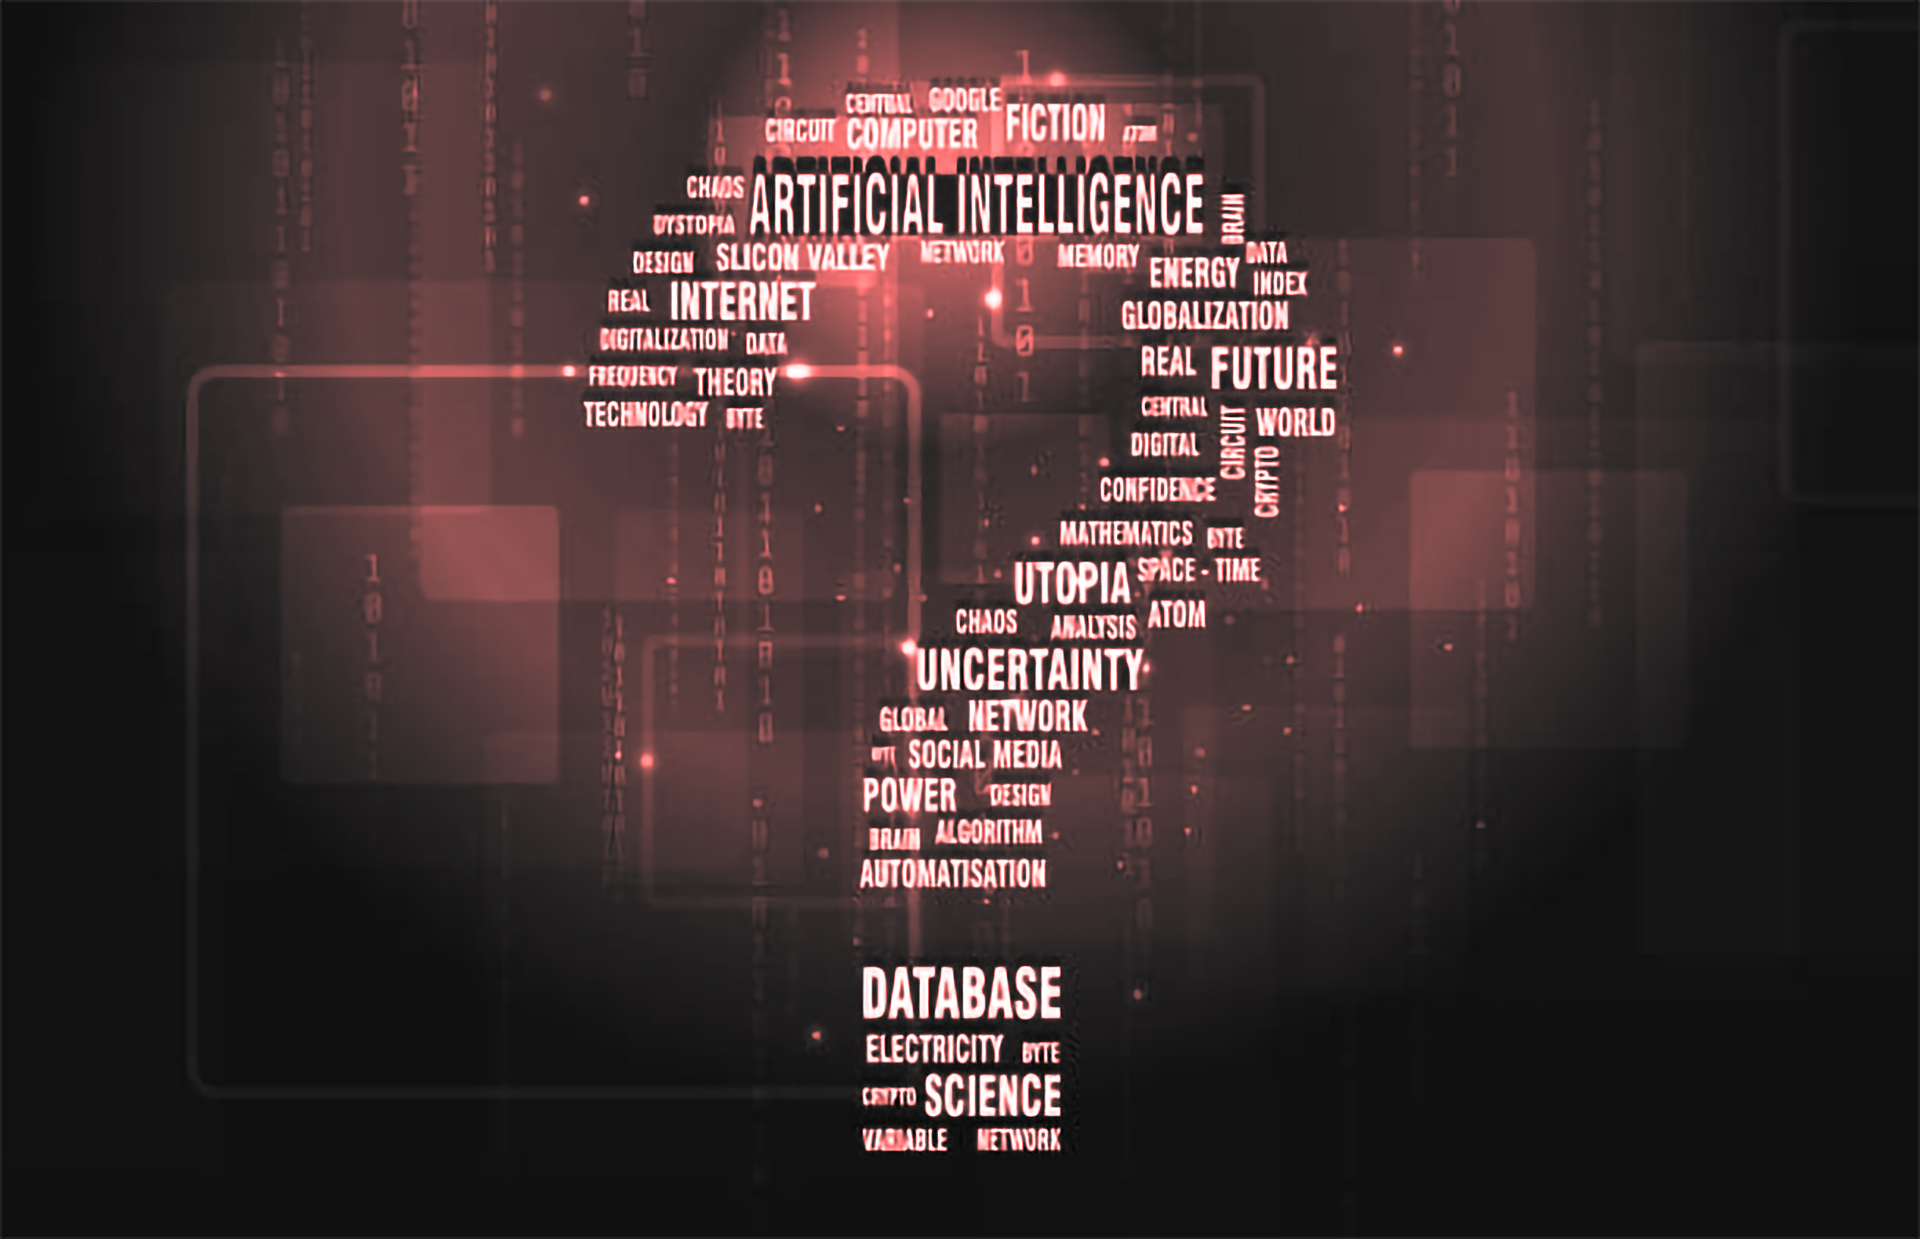 CENTRAL GOOGLE
CIRCUIT COMPUTER FICTION
CHAOS ARTIFICIAL INTELLIGENCE BRAIN
DYSTOPIA
DESIGN SLICON VALLEY NETWORK MEMORY ENERGY DATA
INDEX
REAL INTERNET GLOBALIZATION
DIGITALIZATION DATA
REAL FUTURE
FREQUENCY THEORY
TECHNOLOGY BYTE
CENTRAL CIRCUIT WORLD
DIGITAL CRYPTO
CONFIDENCE
MATHEMATICS BYTE
UTOPIA SPACE - TIME
CHAOS ANALYSIS ATOM
UNCERTAINTY
GLOBAL NETWORK
BYTE SOCIAL MEDIA
POWER DESIGN
BRAIN ALGORITHM
AUTOMATISATION
DATABASE
ELECTRICITY BYTE
CRYPTO SCIENCE
VARIABLE NETWORK